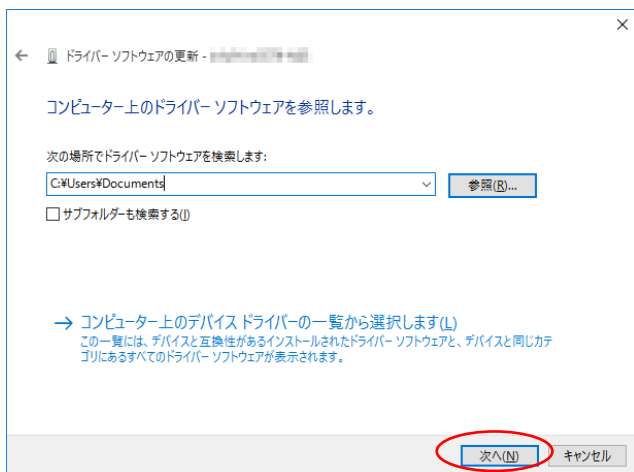 ドライバー ソフトウェアの更新 -
コンピューター上のドライバー ソフトウェアを参照します。
次の場所でドライバー ソフトウェアを検索します:
C:¥Users¥Documents
参照(R)...
サブフォルダーも検索する(I)
→ コンピューター上のデバイス ドライバーの一覧から選択します(L)
この一覧には、デバイスと互換性があるインストールされたドライバー ソフトウェアと、デバイスと同じカテ
ゴリにあるすべてのドライバー ソフトウェアが表示されます。
次へ(N)
キャンセル